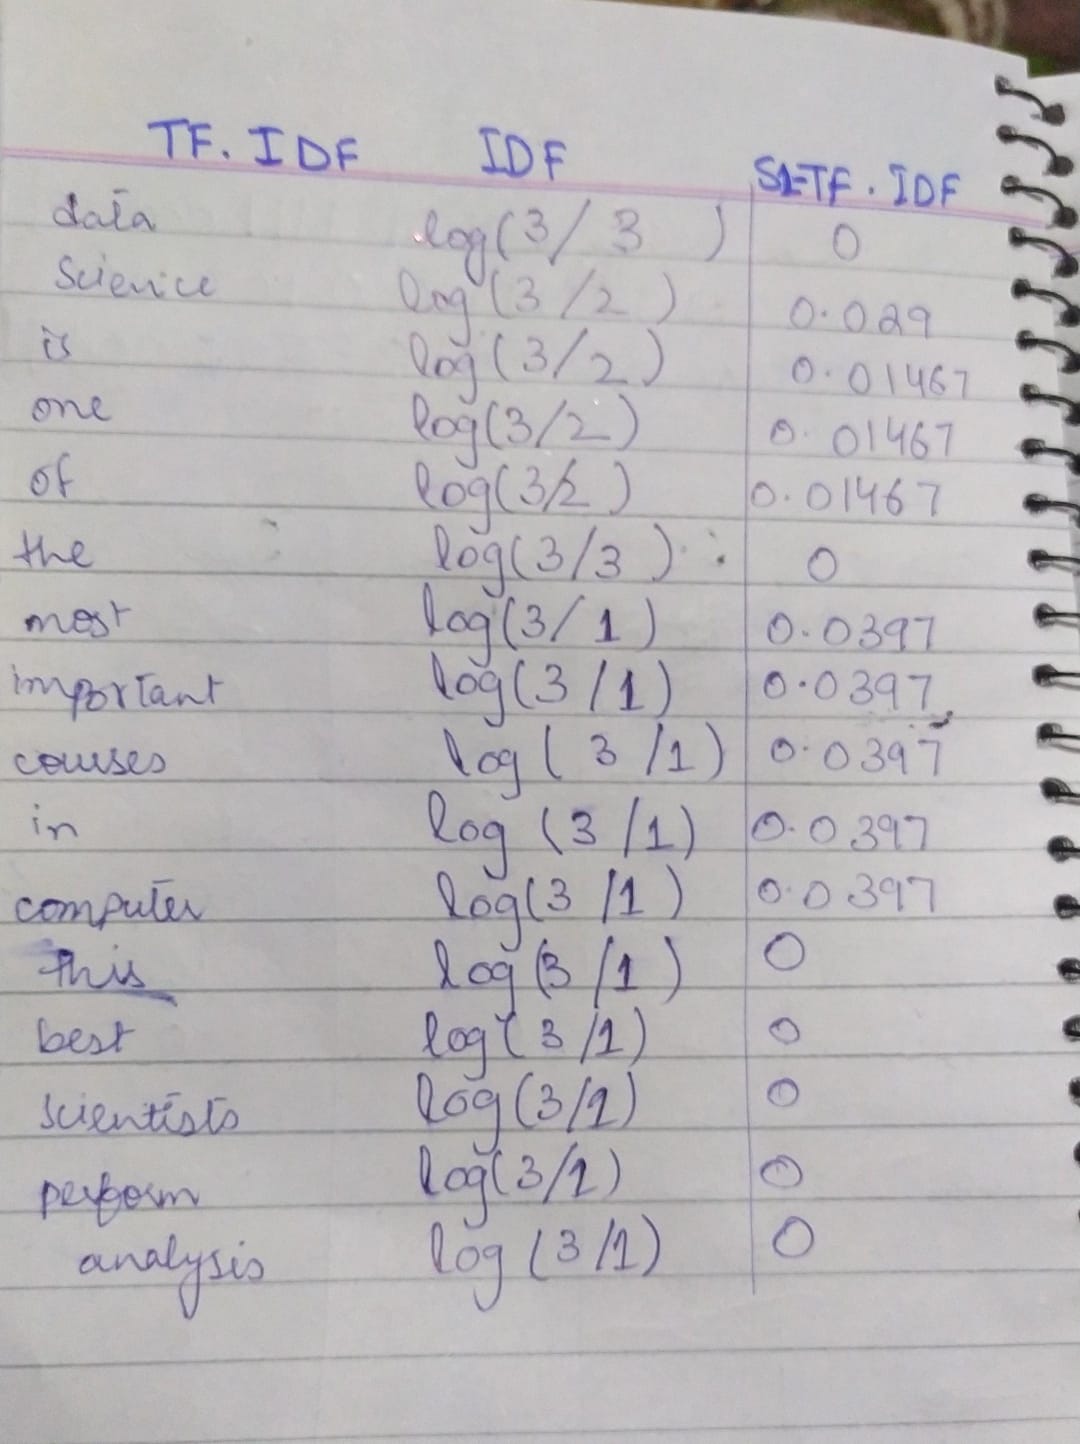 TF. IDF IDF S1-TF. IDF
data log(3/3) 0
Science log(3/2) 0.029
is log(3/2) 0.01467
one log(3/2) 0.01467
of log(3/2) 0.01467
the log(3/3) 0
most log(3/1) 0.0397
important log(3/1) 0.0397
courses log(3/1) 0.0397
in log(3/1) 0.0397
computer log(3/1) 0.0397
this log(3/1) 0
best log(3/1) 0
scientists log(3/1) 0
perform log(3/1) 0
analysis log(3/1) 0